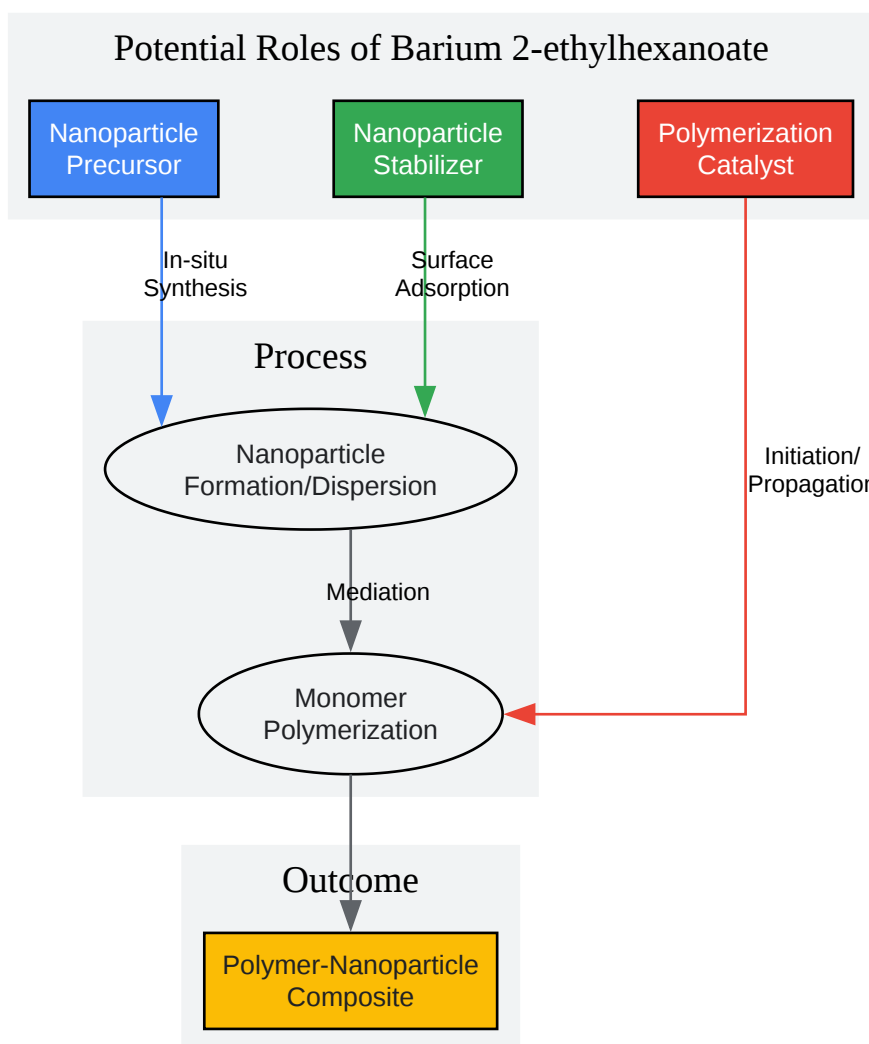 Potential Roles of Barium 2-ethylhexanoate
Nanoparticle
Precursor
Nanoparticle
Stabilizer
Polymerization
Catalyst
In-situ
Synthesis
Surface
Adsorption
Process
Nanoparticle
Formation/Dispersion
Initiation/
Propagation
Mediation
Monomer
Polymerization
Outcome
Polymer-Nanoparticle
Composite